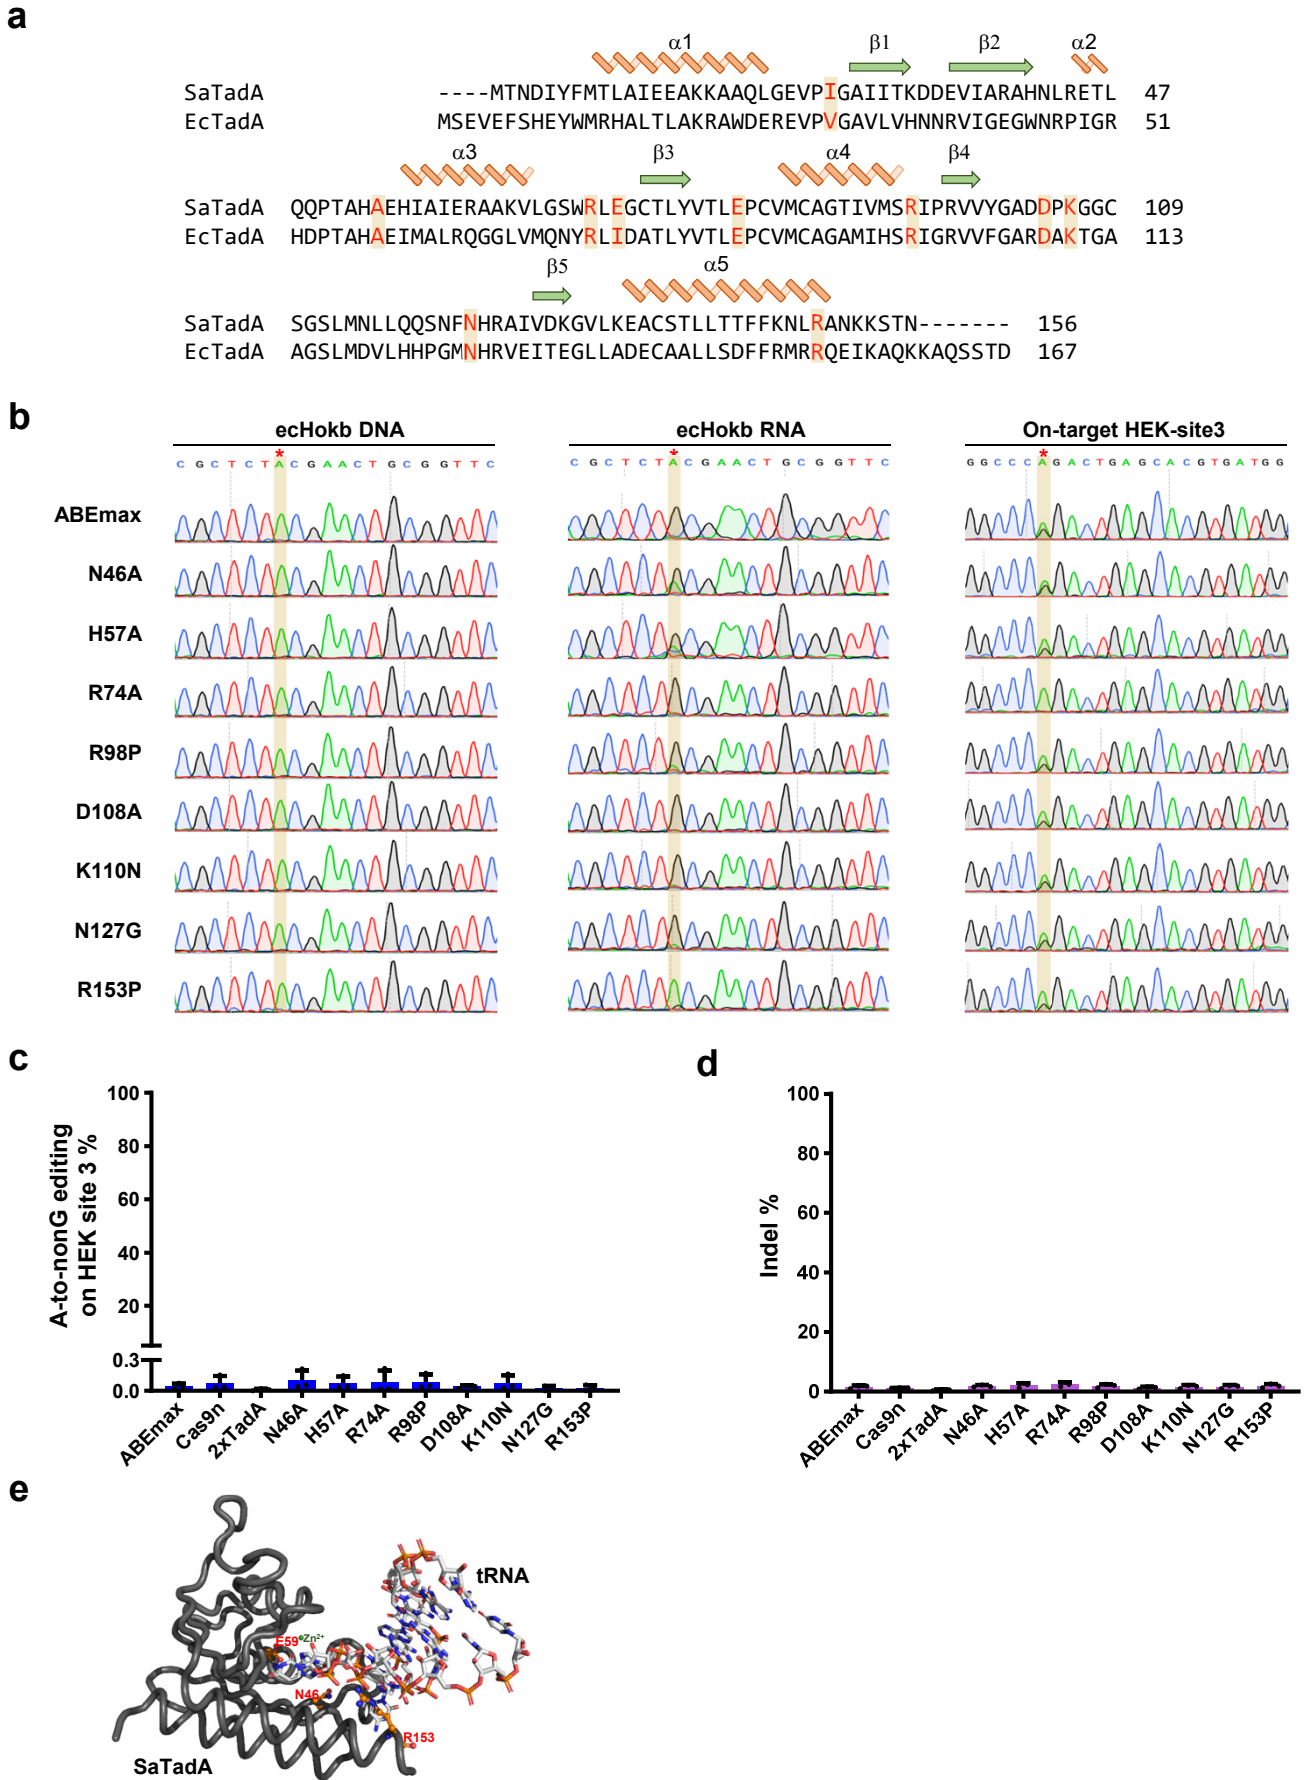 a
α1 β1 β2 α2
SaTadA ----MTNDIYFMTLAIEEAKKAAQLGEVPIGAIITKDDEVIARAHNLRETL 47
EcTadA MSEVEFSHEYWMRHALTLAKRAWDEREVPVGAVLVHNNRVIGEGWNRPIGR 51
α3 β3 α4 β4
SaTadA QQPTAHAEHIAIERAAKVLGSWRLEGCTLYVTLEPCVMCAGTIVMSRIPRVVYGADDPKGGC 109
EcTadA HDPTAHAEIMALRQGGLVMQNYRLIDATLYVTLEPCVMCAGAMIHSRIGRVVFGARDAKTGA 113
β5 α5
SaTadA SGSLMNLLQQSNFNHRAIVDKGVLKEACSTLLTTFFKNLRANKKSTN------- 156
EcTadA AGSLMDVLHHPGMNHRVEITEGLLADECAALLSDFFRMRRQEIKAQKKAQSSTD 167
b
ecHokb DNA ecHokb RNA On-target HEK-site3
* * *
C G C T C T A C G A A C T G C G G T T C C G C T C T A C G A A C T G C G G T T C G G C C C A G A C T G A G C A C G T G A T G G
ABEmax
N46A
H57A
R74A
R98P
D108A
K110N
N127G
R153P
c
A-to-nonG editing
on HEK site 3 %
100
80
60
40
20
0.3
0.0
ABEmax Cas9n 2xTadA N46A H57A R74A R98P D108A K110N N127G R153P
d
Indel %
100
80
60
40
20
0
ABEmax Cas9n 2xTadA N46A H57A R74A R98P D108A K110N N127G R153P
e
tRNA
E59 Zn²⁺
N46
R153
SaTadA